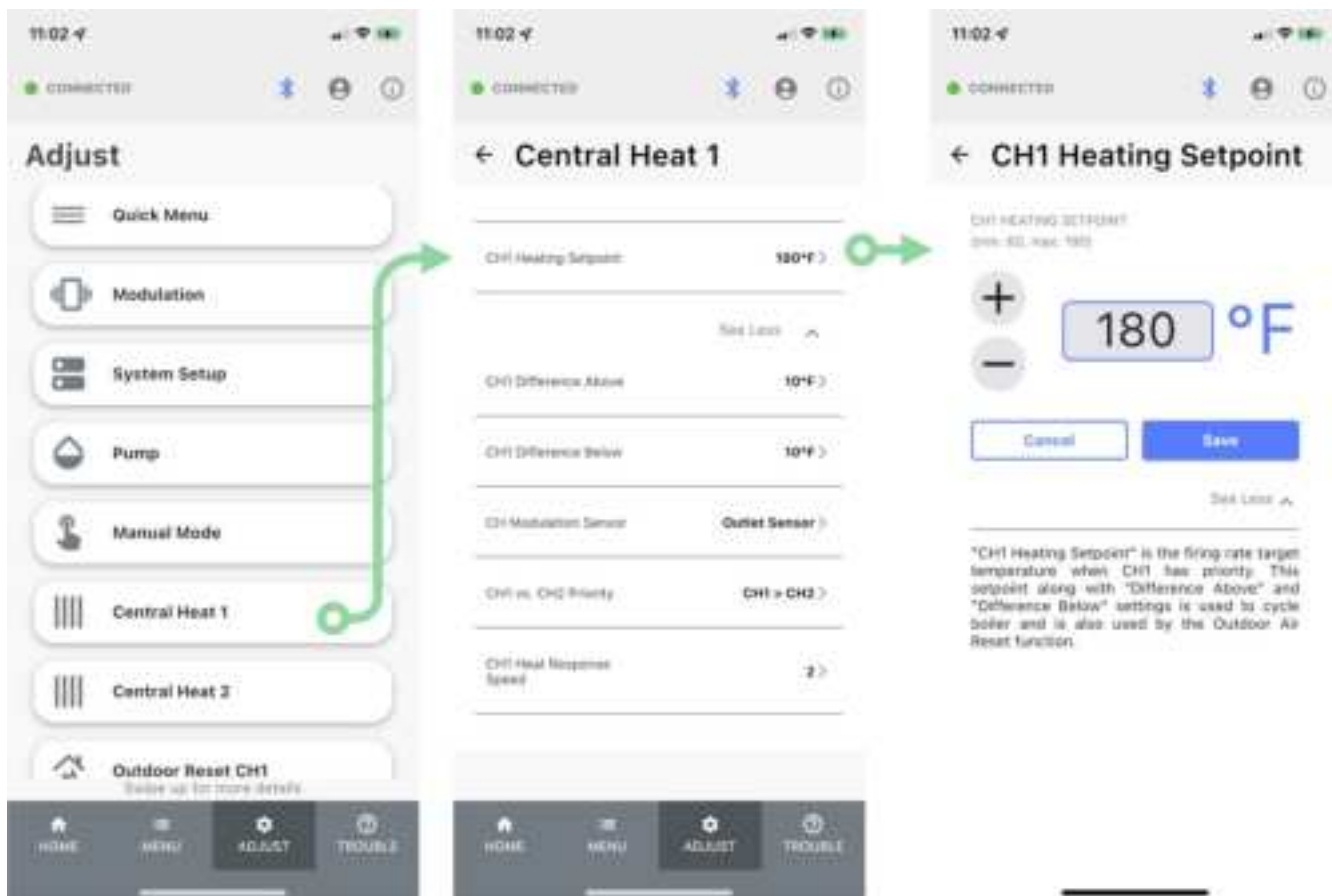 11:02
CONNECTED
Adjust
Quick Menu
Modulation
System Setup
Pump
Manual Mode
Central Heat 1
Central Heat 2
Outdoor Reset CH1
Swipe up for more details
HOME
MENU
ADJUST
TROUBLE
11:02
CONNECTED
← Central Heat 1
CH1 Heating Setpoint 180°F >
See Less
CH1 Difference Above 10°F >
CH1 Difference Below 10°F >
CH Modulation Sensor Outlet Sensor >
CH1 vs. CH2 Priority CH1 > CH2 >
CH1 Heat Response
Speed
2 >
HOME
MENU
ADJUST
TROUBLE
11:02
CONNECTED
← CH1 Heating Setpoint
CH1 HEATING SETPOINT
+
180 °F
−
Cancel
Save
See Less
"CH1 Heating Setpoint" is the firing rate target
temperature when CH1 has priority. This
setpoint along with "Difference Above" and
"Difference Below" settings is used to cycle
boiler and is also used by the Outdoor Air
Reset function.